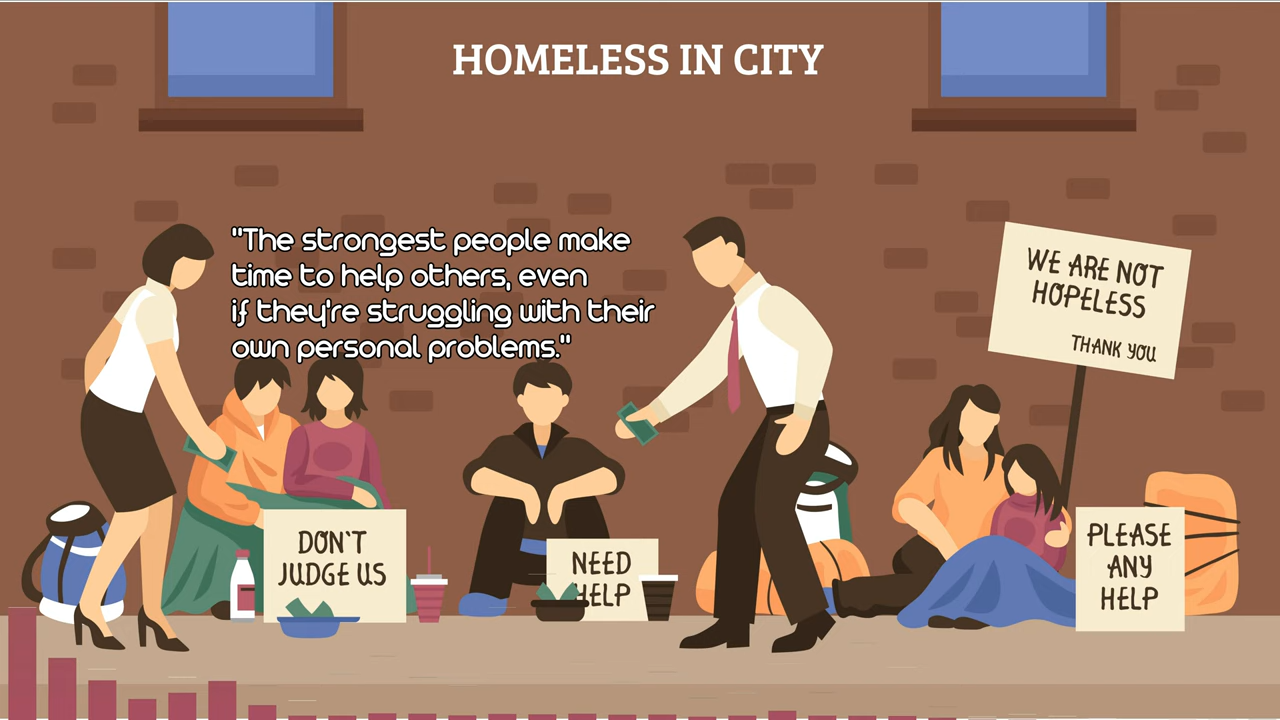 HOMELESS IN CITY
"The strongest people make
time to help others, even
if they're struggling with their
own personal problems."
WE ARE NOT
HOPELESS
THANK YOU
DON'T
JUDGE US
NEED
HELP
PLEASE
ANY
HELP